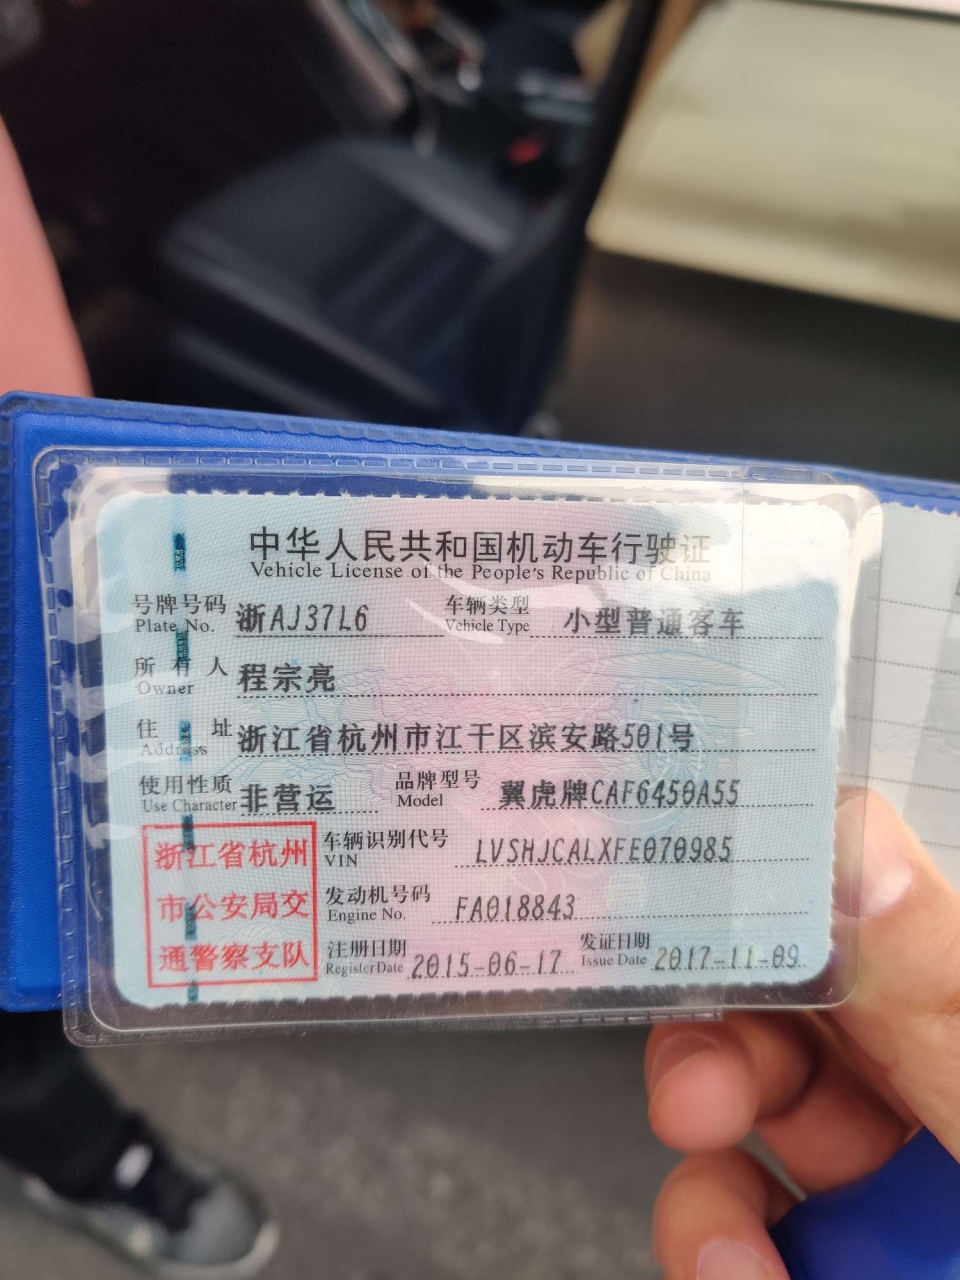 中华人民共和国机动车行驶证
Vehicle License of the People's Republic of China
号牌号码 浙AJ37L6 车辆类型 小型普通客车
Plate No. Vehicle Type
所有人 程宗亮
Owner
住址 浙江省杭州市江干区滨安路501号
Address
使用性质 非营运 品牌型号 翼虎牌CAF6450A55
Use Character Model
浙江省杭州
市公安局交
通警察支队
车辆识别代号 LVSHJCALXFE070985
VIN
发动机号码 FA018843
Engine No.
注册日期 2015-06-17 发证日期 2017-11-09
Register Date Issue Date